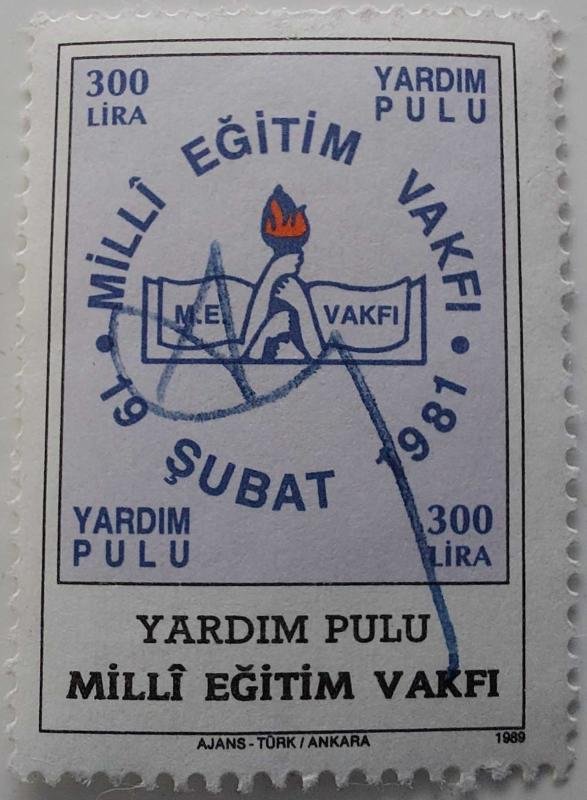 300 LİRA
YARDIM PULU
MİLLÎ EĞİTİM VAKFI
M.E. VAKFI
• 19 ŞUBAT 1981 •
YARDIM PULU
300 LİRA
YARDIM PULU
MİLLÎ EĞİTİM VAKFI
AJANS - TÜRK / ANKARA
1989